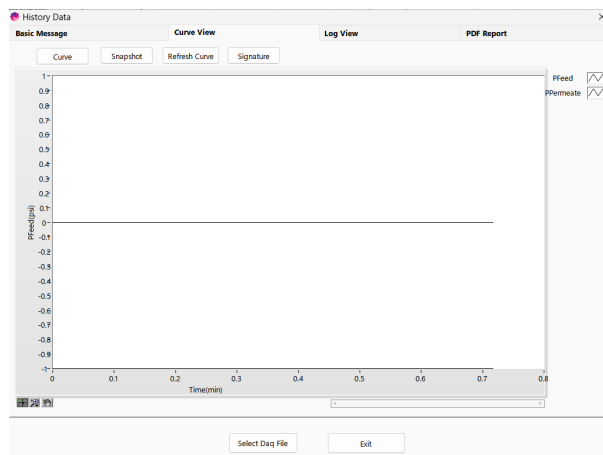 History Data
Basic Message Curve View Log View PDF Report
Curve Snapshot Refresh Curve Signature
PFeed
PPermeate
1
0.9
0.8
0.7
0.6
0.5
0.4
0.3
0.2
0.1
0
-0.1
-0.2
-0.3
-0.4
-0.5
-0.6
-0.7
-0.8
-0.9
-1
PFeed(psi)
0 0.1 0.2 0.3 0.4 0.5 0.6 0.7 0.8
Time(min)
Select Daq File Exit